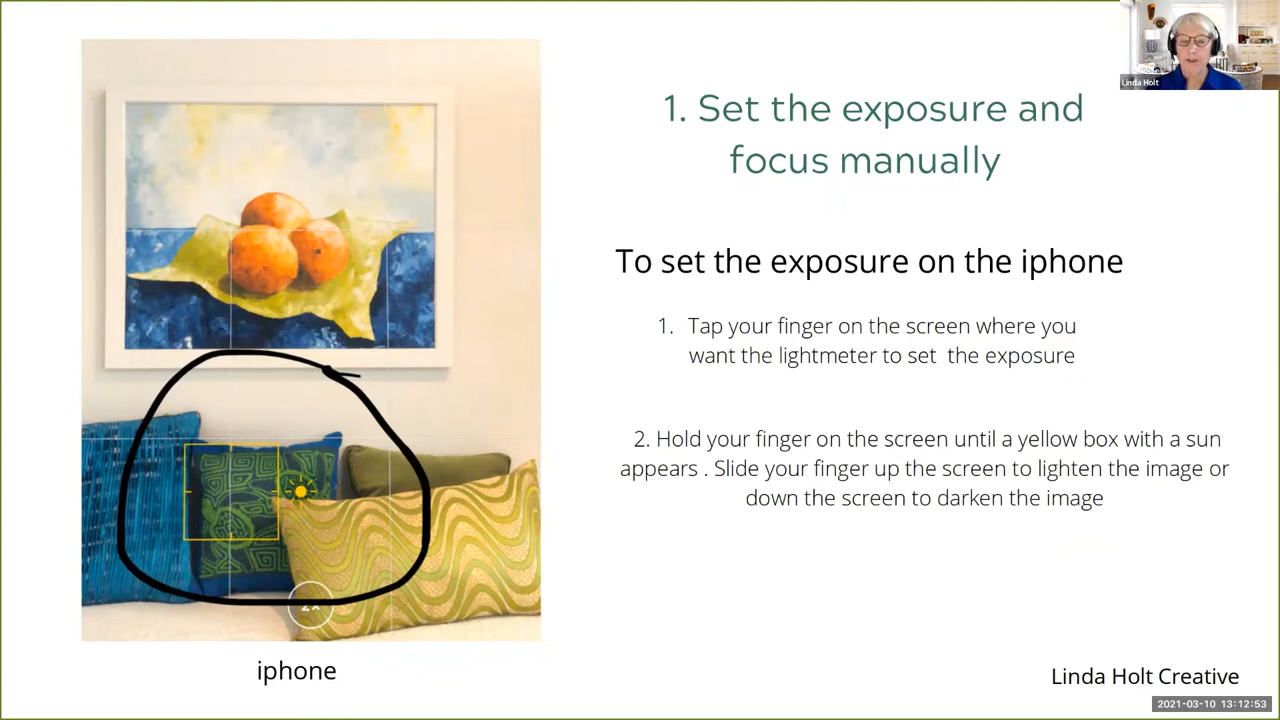 Linda Holt
1. Set the exposure and
focus manually
To set the exposure on the iphone
1. Tap your finger on the screen where you
want the lightmeter to set the exposure
2. Hold your finger on the screen until a yellow box with a sun
appears . Slide your finger up the screen to lighten the image or
down the screen to darken the image
iphone
Linda Holt Creative
2021-03-10 13:12:53